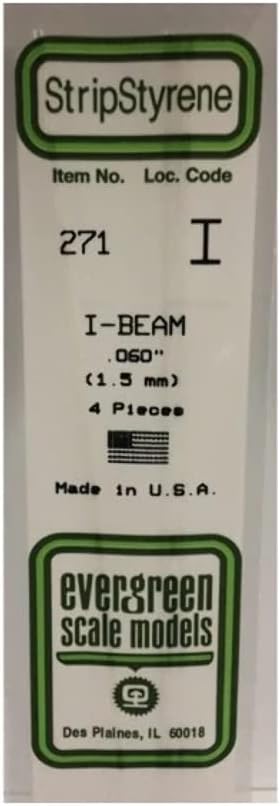 StripStyrene
Item No. Loc. Code
271 I
I-BEAM
.060"
(1.5 mm)
4 Pieces
Made in U.S.A.
evergreen
scale models
Des Plaines, IL 60018